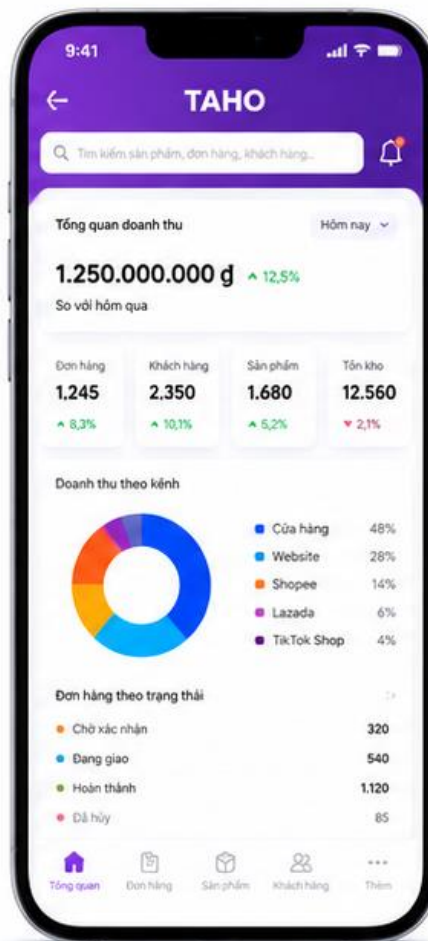 9:41
TAHO
Tìm kiếm sản phẩm, đơn hàng, khách hàng...
Tổng quan doanh thu
Hôm nay
1.250.000.000 ₫ 12,5%
So với hôm qua
Đơn hàng Khách hàng Sản phẩm Tồn kho
1.245 2.350 1.680 12.560
8,3% 10,1% 5,2% 2,1%
Doanh thu theo kênh
Cửa hàng 48%
Website 28%
Shopee 14%
Lazada 6%
TikTok Shop 4%
Đơn hàng theo trạng thái
Chờ xác nhận 320
Đang giao 540
Hoàn thành 1.120
Đã hủy 85
Tổng quan Đơn hàng Sản phẩm Khách hàng Thêm